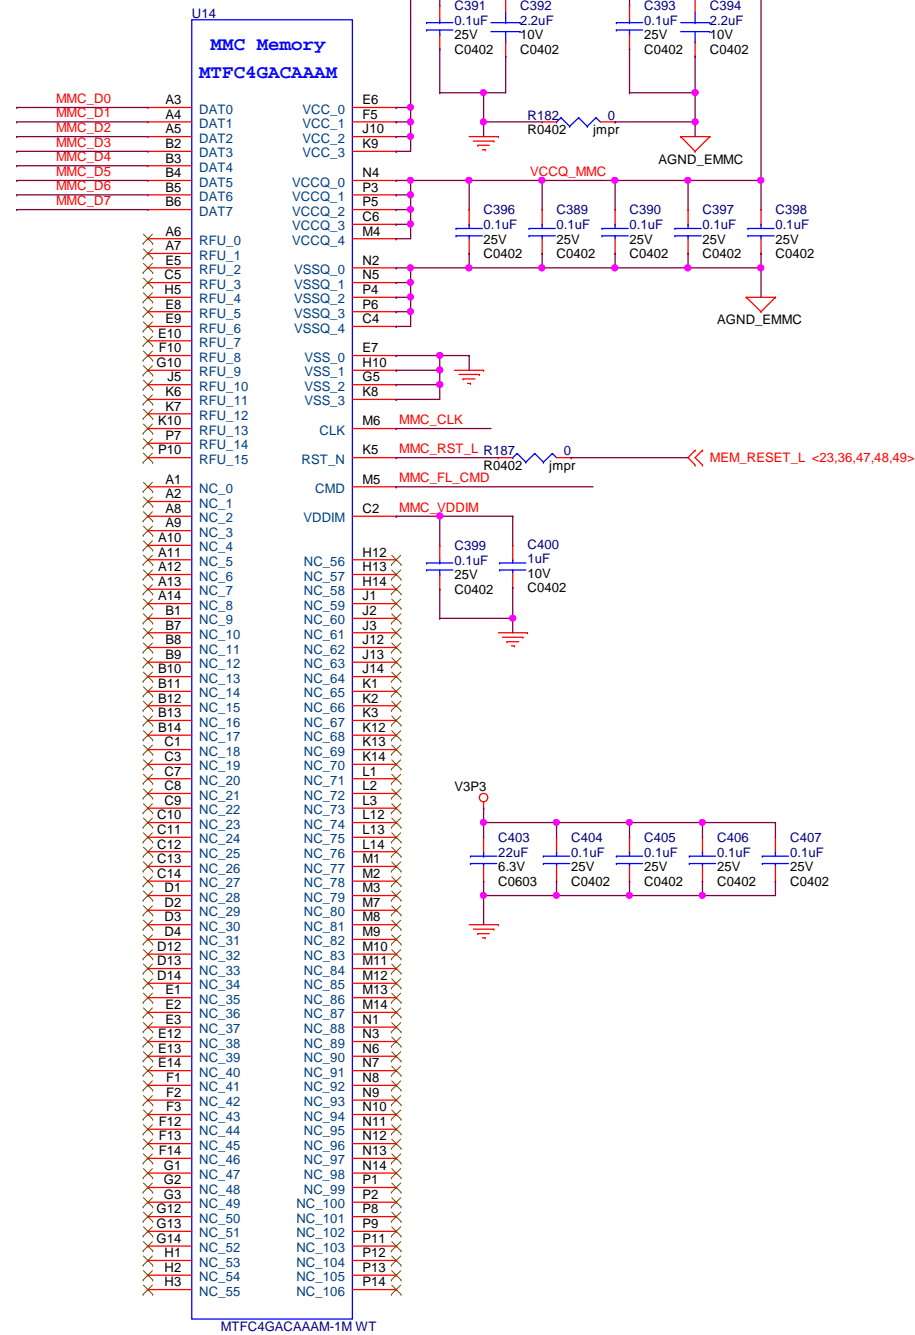 U14
MMC Memory
MTFC4GACAAAM
C391
0.1uF
25V
C0402
C392
2.2uF
10V
C0402
C393
0.1uF
25V
C0402
C394
2.2uF
10V
C0402
R182
R0402
0
jmpr
AGND_EMMC
MMC_D0 A3 DAT0
MMC_D1 A4 DAT1
MMC_D2 A5 DAT2
MMC_D3 B2 DAT3
MMC_D4 B3 DAT4
MMC_D5 B4 DAT5
MMC_D6 B5 DAT6
MMC_D7 B6 DAT7
A6 RFU_0
A7 RFU_1
E5 RFU_2
C5 RFU_3
H5 RFU_4
E8 RFU_5
E9 RFU_6
E10 RFU_7
F10 RFU_8
G10 RFU_9
J5 RFU_10
K6 RFU_11
K7 RFU_12
K10 RFU_13
P7 RFU_14
P10 RFU_15
A1 NC_0
A2 NC_1
A8 NC_2
A9 NC_3
A10 NC_4
A11 NC_5
A12 NC_6
A13 NC_7
A14 NC_8
B1 NC_9
B7 NC_10
B8 NC_11
B9 NC_12
B10 NC_13
B11 NC_14
B12 NC_15
B13 NC_16
B14 NC_17
C1 NC_18
C3 NC_19
C7 NC_20
C8 NC_21
C9 NC_22
C10 NC_23
C11 NC_24
C12 NC_25
C13 NC_26
C14 NC_27
D1 NC_28
D2 NC_29
D3 NC_30
D4 NC_31
D12 NC_32
D13 NC_33
D14 NC_34
E1 NC_35
E2 NC_36
E3 NC_37
E12 NC_38
E13 NC_39
E14 NC_40
F1 NC_41
F2 NC_42
F3 NC_43
F12 NC_44
F13 NC_45
F14 NC_46
G1 NC_47
G2 NC_48
G3 NC_49
G12 NC_50
G13 NC_51
G14 NC_52
H1 NC_53
H2 NC_54
H3 NC_55
VCC_0 E6
VCC_1 F5
VCC_2 J10
VCC_3 K9
VCCQ_0 N4
VCCQ_1 P3
VCCQ_2 P5
VCCQ_3 C6
VCCQ_4 M4
VCCQ_MMC
C396
0.1uF
25V
C0402
C389
0.1uF
25V
C0402
C390
0.1uF
25V
C0402
C397
0.1uF
25V
C0402
C398
0.1uF
25V
C0402
AGND_EMMC
VSSQ_0 N2
VSSQ_1 N5
VSSQ_2 P4
VSSQ_3 P6
VSSQ_4 C4
VSS_0 E7
VSS_1 H10
VSS_2 G5
VSS_3 K8
CLK M6 MMC_CLK
RST_N K5 MMC_RST_L
R187
R0402
0
jmpr
MEM_RESET_L <23,36,47,48,49>
CMD M5 MMC_FL_CMD
VDDIM C2 MMC_VDDIM
C399
0.1uF
25V
C0402
C400
1uF
10V
C0402
NC_56 H12
NC_57 H13
NC_58 H14
NC_59 J1
NC_60 J2
NC_61 J3
NC_62 J12
NC_63 J13
NC_64 J14
NC_65 K1
NC_66 K2
NC_67 K3
NC_68 K12
NC_69 K13
NC_70 K14
NC_71 L1
NC_72 L2
NC_73 L3
NC_74 L12
NC_75 L13
NC_76 L14
NC_77 M1
NC_78 M2
NC_79 M3
NC_80 M7
NC_81 M8
NC_82 M9
NC_83 M10
NC_84 M11
NC_85 M12
NC_86 M13
NC_87 M14
NC_88 N1
NC_89 N3
NC_90 N6
NC_91 N7
NC_92 N8
NC_93 N9
NC_94 N10
NC_95 N11
NC_96 N12
NC_97 N13
NC_98 N14
NC_99 P1
NC_100 P2
NC_101 P8
NC_102 P9
NC_103 P11
NC_104 P12
NC_105 P13
NC_106 P14
V3P3
C403
22uF
6.3V
C0603
C404
0.1uF
25V
C0402
C405
0.1uF
25V
C0402
C406
0.1uF
25V
C0402
C407
0.1uF
25V
C0402
MTFC4GACAAAM-1M WT